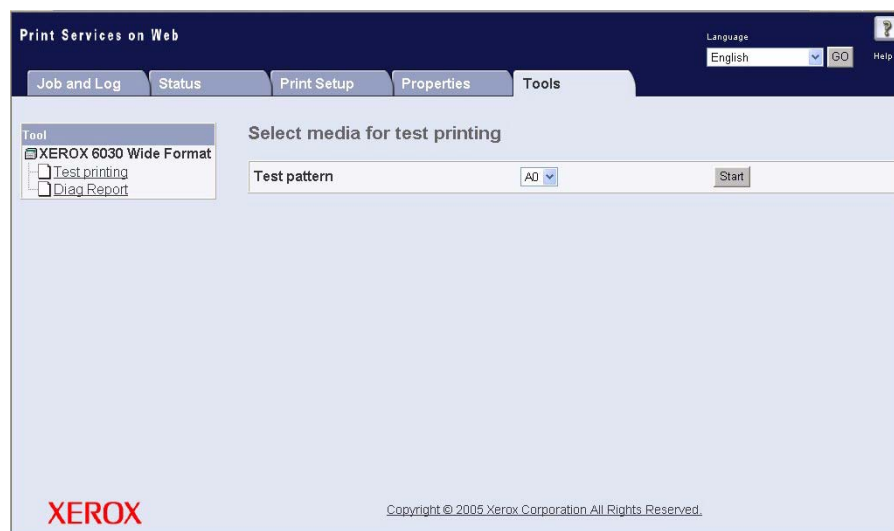 Print Services on Web
Language
English GO
? Help
Job and Log Status Print Setup Properties Tools
Tool
XEROX 6030 Wide Format
Test printing
Diag Report
Select media for test printing
Test pattern A0 Start
XEROX
Copyright © 2005 Xerox Corporation All Rights Reserved.